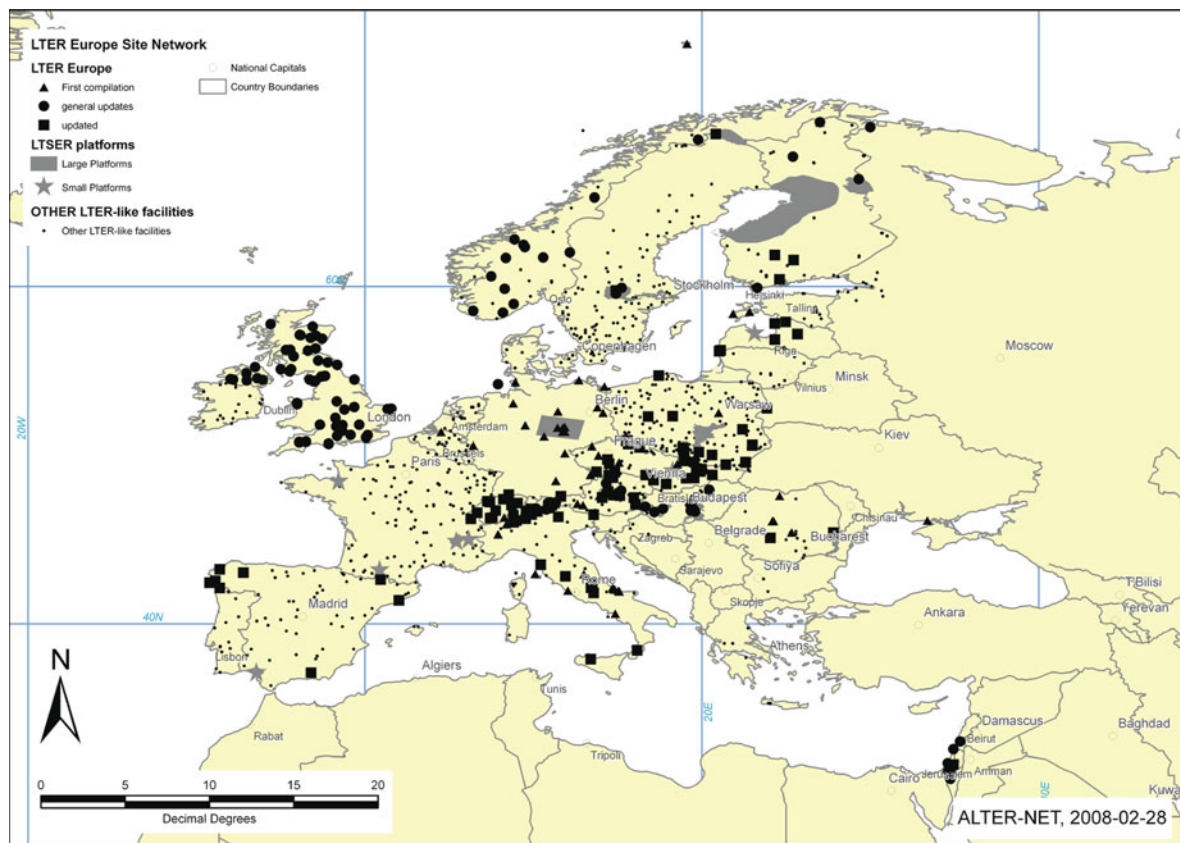 LTER Europe Site Network
LTER Europe
First compilation
general updates
updated
LTSER platforms
Large Platforms
Small Platforms
OTHER LTER-like facilities
Other LTER-like facilities
National Capitals
Country Boundaries
60N
Oslo
Stockholm
Helsinki
Tallinn
Copenhagen
Riga
Moscow
Vilnius
Minsk
Dublin
London
Berlin
Warsaw
20W
Amsterdam
Brussels
Prague
Kiev
Paris
Vienna
Bratisl
Budapest
Chisinau
Zagreb
Belgrade
Bucharest
Sarajevo
Sofiya
Rome
Skopje
T'Bilisi
Madrid
Ankara
Yerevan
40N
Lisbon
Algiers
Athens
Tunis
N
Rabat
Tripoli
20E
Damascus
Beirut
Baghdad
Cairo
Jerusalem
Amman
Kuwa
0 5 10 15 20
Decimal Degrees
ALTER-NET, 2008-02-28